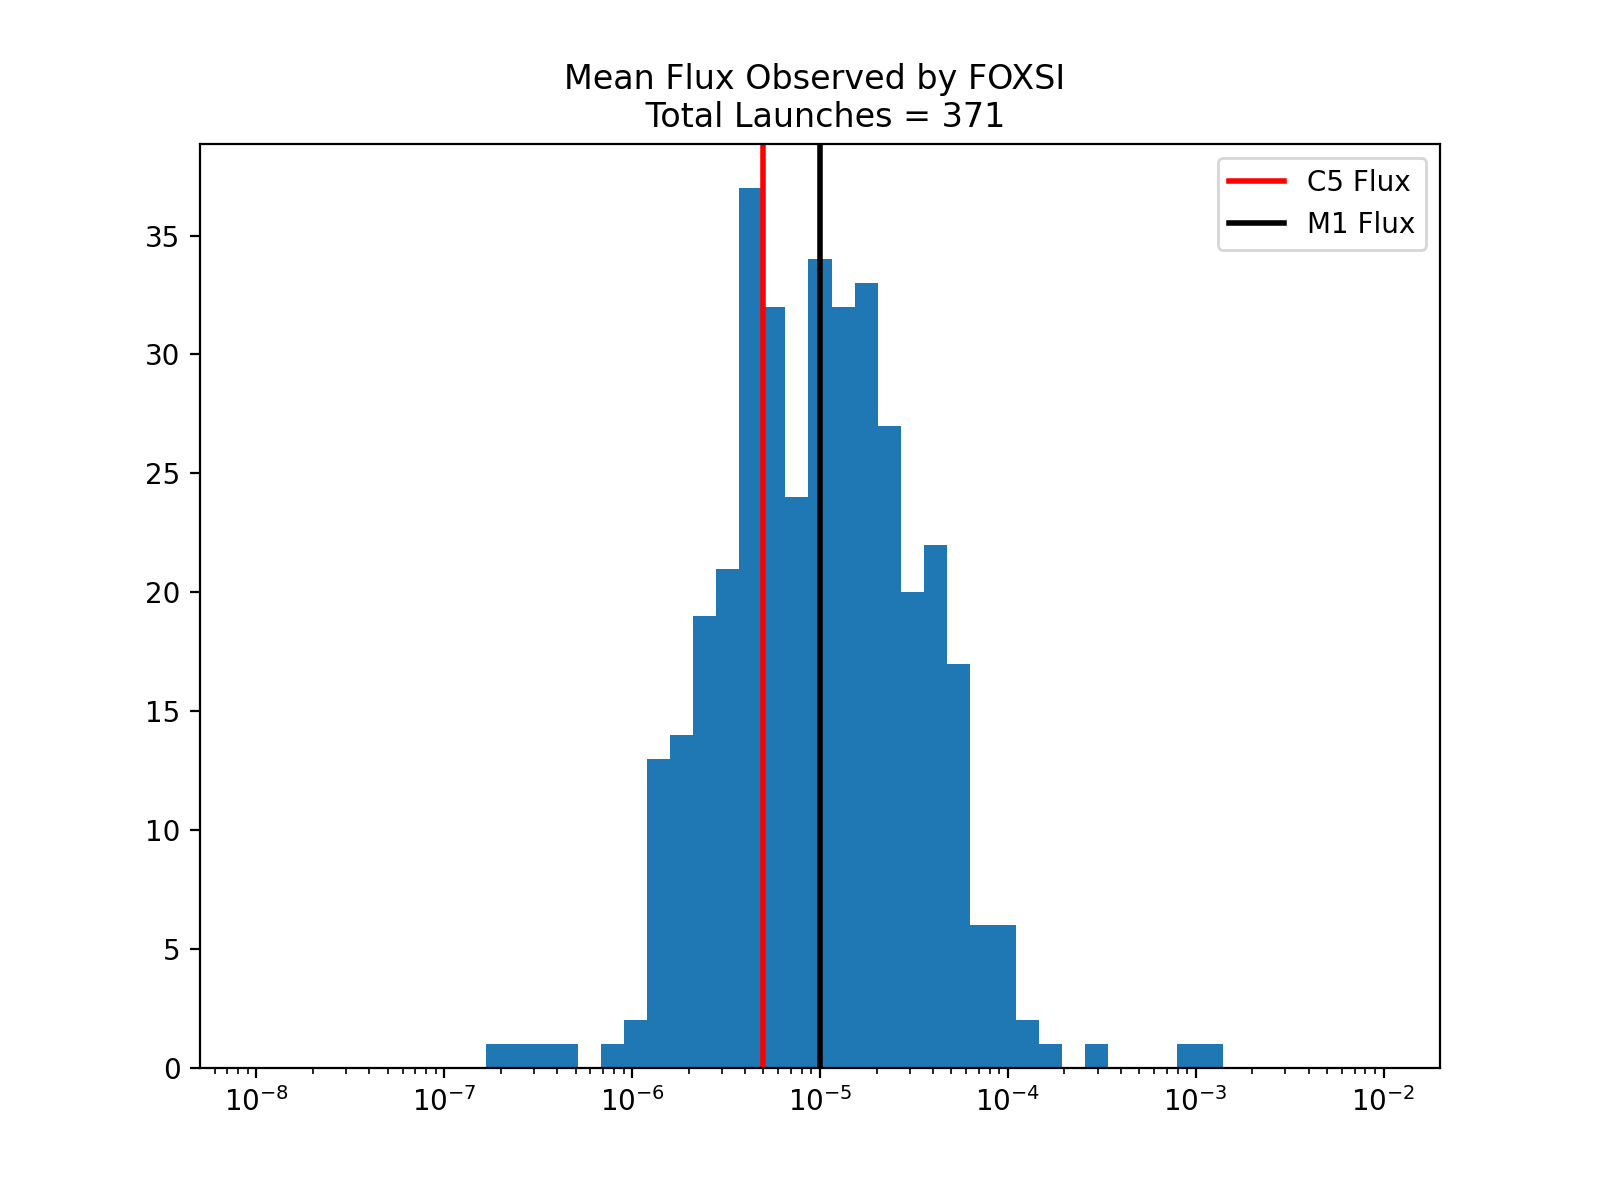 Mean Flux Observed by FOXSI
Total Launches = 371
C5 Flux
M1 Flux
35
30
25
20
15
10
5
0
10⁻⁸ 10⁻⁷ 10⁻⁶ 10⁻⁵ 10⁻⁴ 10⁻³ 10⁻²